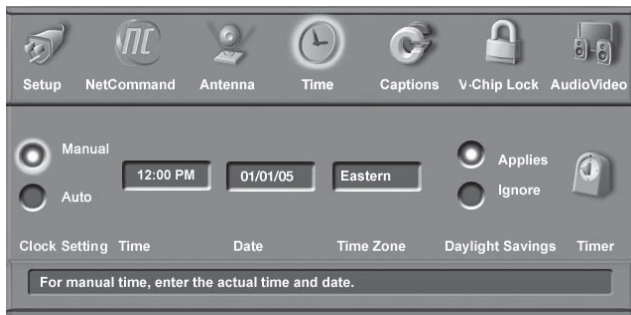 NC
Setup NetCommand Antenna Time Captions V-Chip Lock AudioVideo
Manual
Applies
12:00 PM 01/01/05 Eastern
Auto
Ignore
Clock Setting Time Date Time Zone Daylight Savings Timer
For manual time, enter the actual time and date.